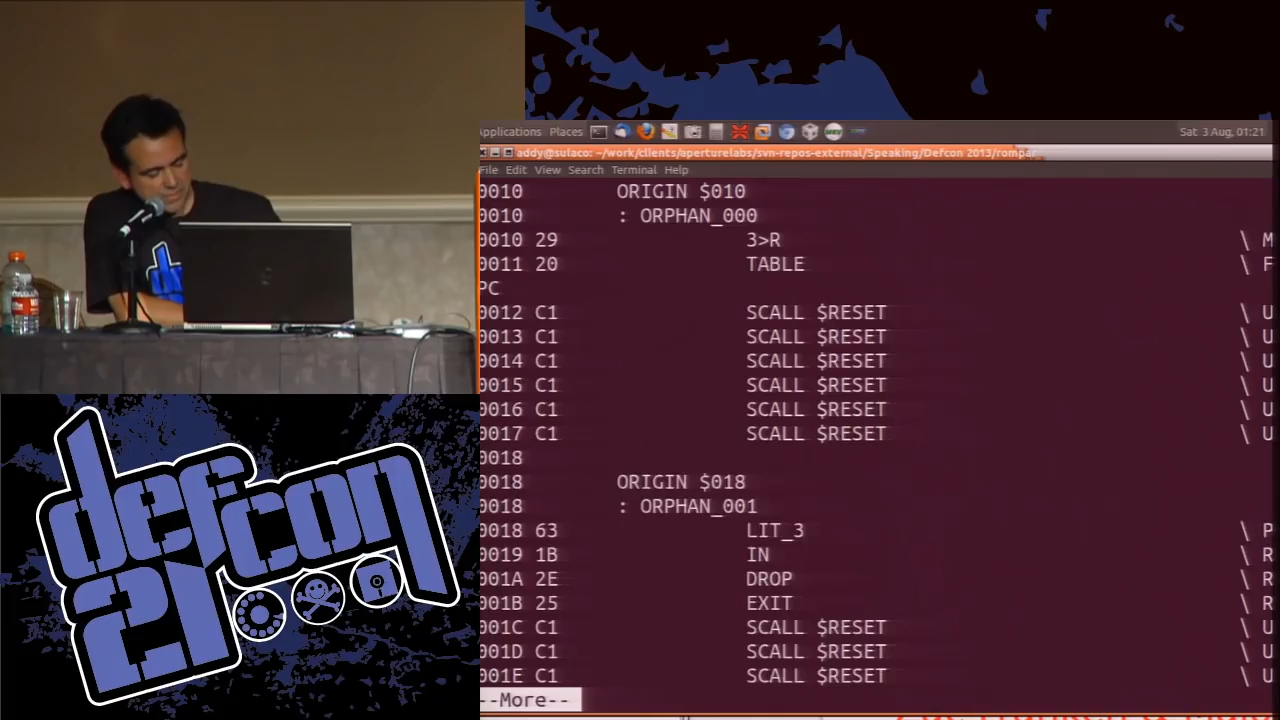 Applications Places Sat 3 Aug, 01:21
addy@sulaco: ~/work/clients/aperturelabs/svn-repos-external/Speaking/Defcon 2013/rompar
File Edit View Search Terminal Help
0010 ORIGIN $010
0010 : ORPHAN_000
0010 29 3>R \ M
0011 20 TABLE \ F
PC
0012 C1 SCALL $RESET \ U
0013 C1 SCALL $RESET \ U
0014 C1 SCALL $RESET \ U
0015 C1 SCALL $RESET \ U
0016 C1 SCALL $RESET \ U
0017 C1 SCALL $RESET \ U
0018
0018 ORIGIN $018
0018 : ORPHAN_001
0018 63 LIT_3 \ P
0019 1B IN \ R
001A 2E DROP \ R
001B 25 EXIT \ R
001C C1 SCALL $RESET \ U
001D C1 SCALL $RESET \ U
001E C1 SCALL $RESET \ U
--More--
defcon
21